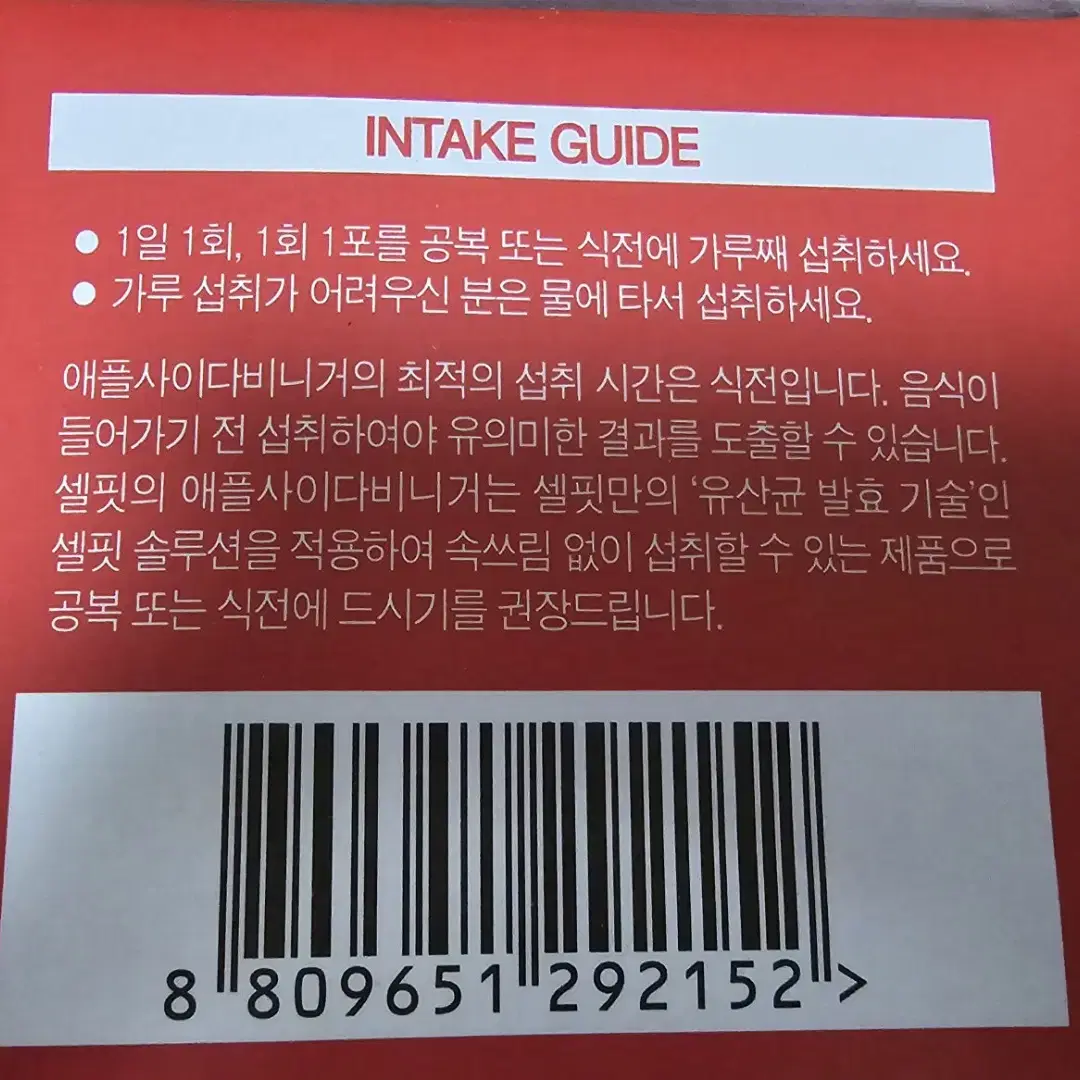 INTAKE GUIDE
● 1일 1회, 1회 1포를 공복 또는 식전에 가루째 섭취하세요.
● 가루 섭취가 어려우신 분은 물에 타서 섭취하세요.
애플사이다비니거의 최적의 섭취 시간은 식전입니다. 음식이
들어가기 전 섭취하여야 유의미한 결과를 도출할 수 있습니다.
셀핏의 애플사이다비니거는 셀핏만의 ‘유산균 발효 기술’인
셀핏 솔루션을 적용하여 속쓰림 없이 섭취할 수 있는 제품으로
공복 또는 식전에 드시기를 권장드립니다.
8 809651 292152 >